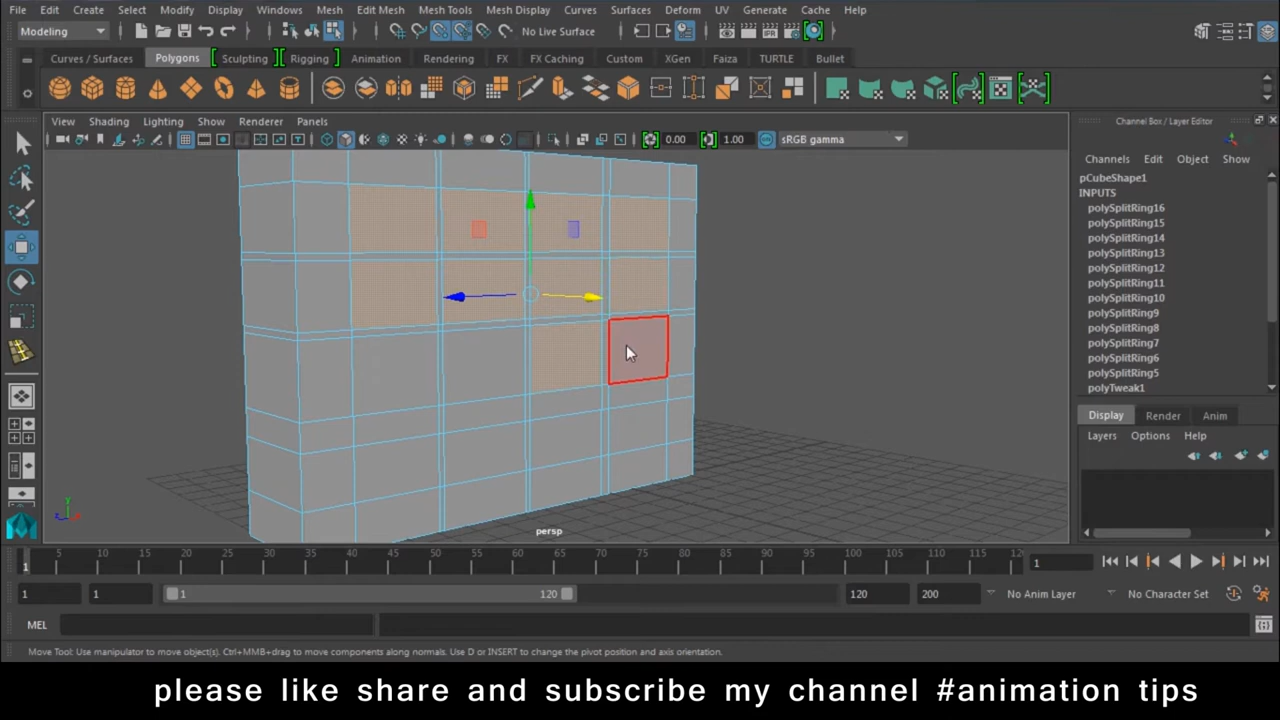 File Edit Create Select Modify Display Windows Mesh Edit Mesh Mesh Tools Mesh Display Curves Surfaces Deform UV Generate Cache Help
Modeling No Live Surface
Curves / Surfaces Polygons Sculpting Rigging Animation Rendering FX FX Caching Custom XGen Faiza TURTLE Bullet
View Shading Lighting Show Renderer Panels
0.00 1.00 sRGB gamma
Channel Box / Layer Editor
Channels Edit Object Show
pCubeShape1
INPUTS
polySplitRing16
polySplitRing15
polySplitRing14
polySplitRing13
polySplitRing12
polySplitRing11
polySplitRing10
polySplitRing9
polySplitRing8
polySplitRing7
polySplitRing6
polySplitRing5
polyTweak1
Display Render Anim
Layers Options Help
y
persp
5 10 15 20 25 30 35 40 45 50 55 60 65 70 75 80 85 90 95 100 105 110 115 12
1 1
1 1 1 120 120 200 No Anim Layer No Character Set
MEL
Move Tool: Use manipulator to move object(s). Ctrl+MMB+drag to move components along normals. Use D or INSERT to change the pivot position and axis orientation.
please like share and subscribe my channel #animation tips